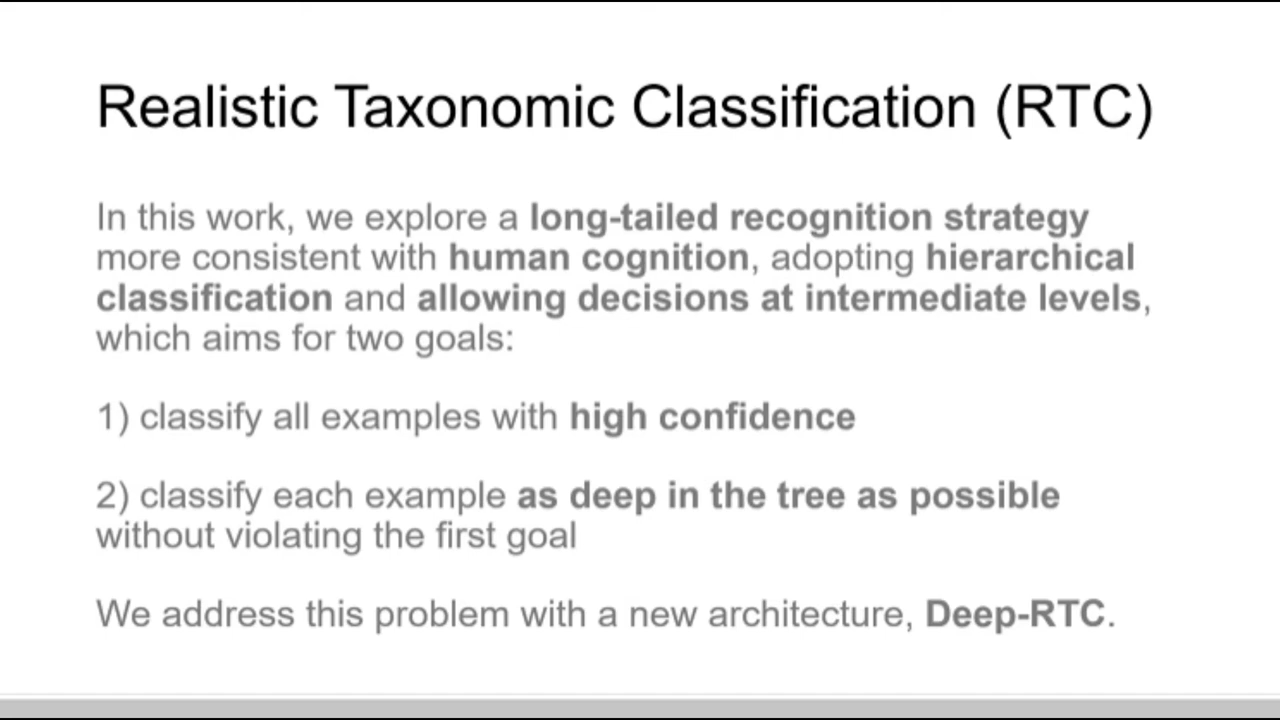 Realistic Taxonomic Classification (RTC)
In this work, we explore a long-tailed recognition strategy
more consistent with human cognition, adopting hierarchical
classification and allowing decisions at intermediate levels,
which aims for two goals:
1) classify all examples with high confidence
2) classify each example as deep in the tree as possible
without violating the first goal
We address this problem with a new architecture, Deep-RTC.